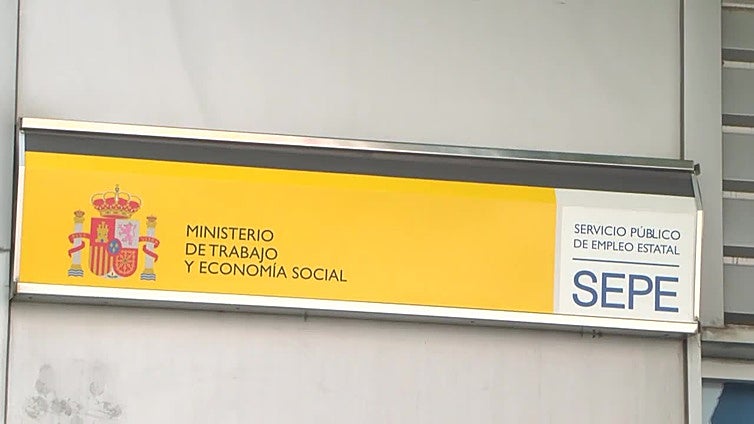 MINISTERIO
DE TRABAJO
Y ECONOMÍA SOCIAL
SERVICIO PÚBLICO
DE EMPLEO ESTATAL
SEPE